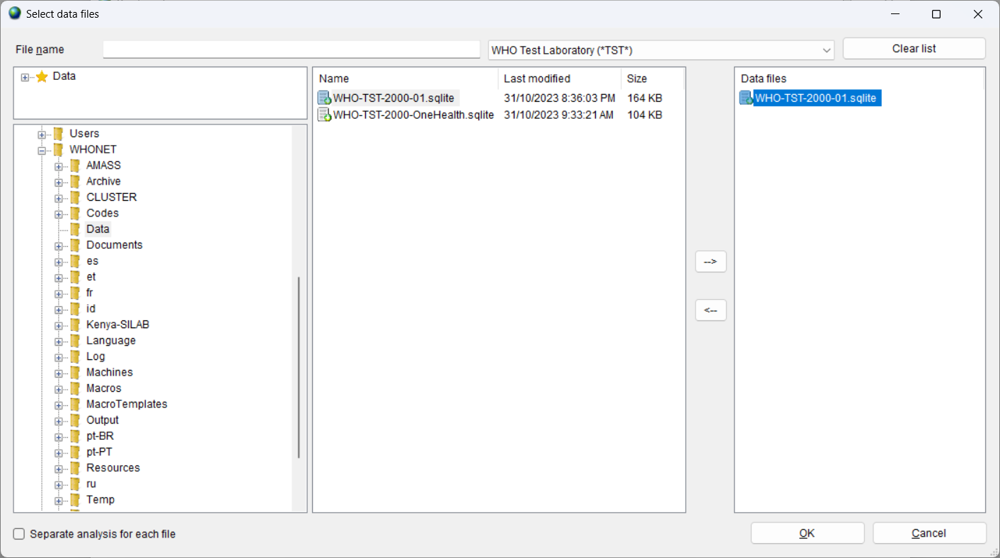 Select data files
File name
WHO Test Laboratory (*TST*)
Clear list
Data
Users
WHONET
AMASS
Archive
CLUSTER
Codes
Data
Documents
es
et
fr
id
Kenya-SILAB
Language
Log
Machines
Macros
MacroTemplates
Output
pt-BR
pt-PT
Resources
ru
Temp
Name Last modified Size
WHO-TST-2000-01.sqlite 31/10/2023 8:36:03 PM 164 KB
WHO-TST-2000-OneHealth.sqlite 31/10/2023 9:33:21 AM 104 KB
-->
<--
Data files
WHO-TST-2000-01.sqlite
Separate analysis for each file
OK
Cancel